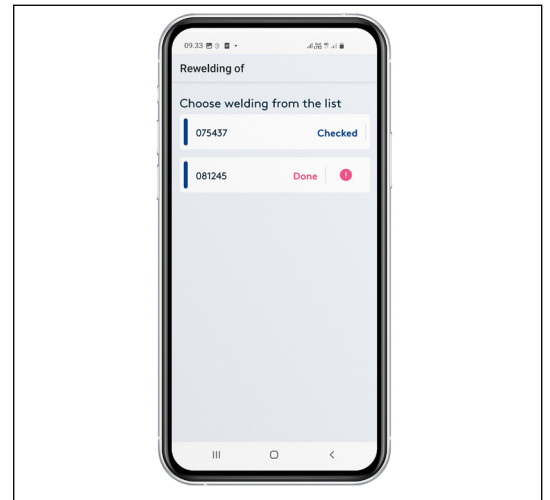 09.33
Rewelding of
Choose welding from the list
075437 Checked
081245 Done !